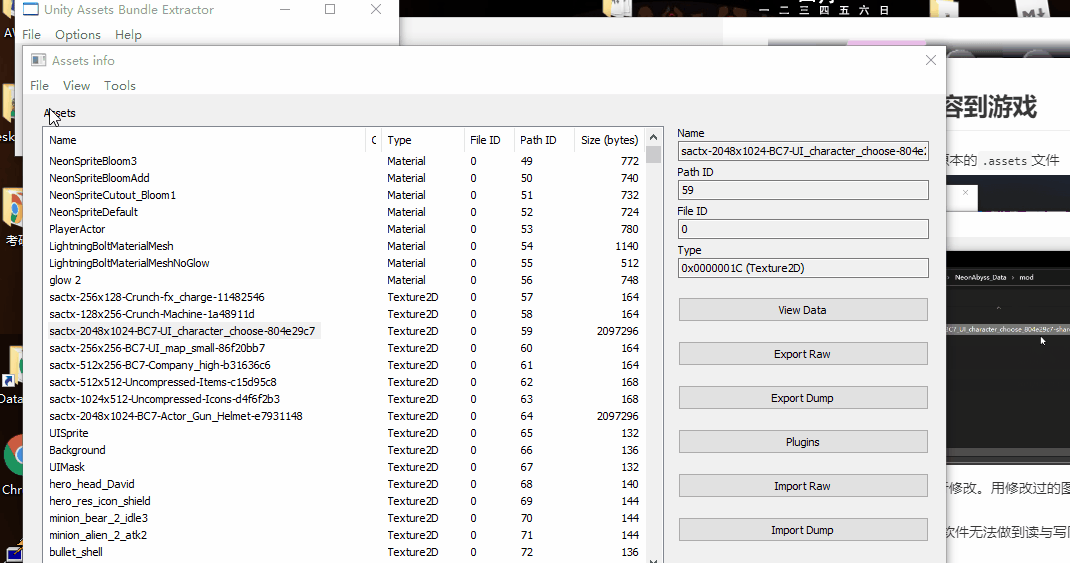 Unity Assets Bundle Extractor
一 二 三 四 五 六 日
File Options Help
Assets info
File View Tools
Assets
Name C Type File ID Path ID Size (bytes)
NeonSpriteBloom3 Material 0 49 772
NeonSpriteBloomAdd Material 0 50 740
NeonSpriteCutout_Bloom1 Material 0 51 732
NeonSpriteDefault Material 0 52 724
PlayerActor Material 0 53 780
LightningBoltMaterialMesh Material 0 54 1140
LightningBoltMaterialMeshNoGlow Material 0 55 512
glow 2 Material 0 56 748
sactx-256x128-Crunch-fx_charge-11482546 Texture2D 0 57 164
sactx-128x256-Crunch-Machine-1a48911d Texture2D 0 58 164
sactx-2048x1024-BC7-UI_character_choose-804e29c7 Texture2D 0 59 2097296
sactx-256x256-BC7-UI_map_small-86f20bb7 Texture2D 0 60 164
sactx-512x256-BC7-Company_high-b31636c6 Texture2D 0 61 164
sactx-512x512-Uncompressed-Items-c15d95c8 Texture2D 0 62 168
sactx-1024x512-Uncompressed-Icons-d4f6f2b3 Texture2D 0 63 168
sactx-2048x1024-BC7-Actor_Gun_Helmet-e7931148 Texture2D 0 64 2097296
UISprite Texture2D 0 65 132
Background Texture2D 0 66 136
UIMask Texture2D 0 67 132
hero_head_David Texture2D 0 68 140
hero_res_icon_shield Texture2D 0 69 144
minion_bear_2_idle3 Texture2D 0 70 144
minion_alien_2_atk2 Texture2D 0 71 144
bullet_shell Texture2D 0 72 136
Name
sactx-2048x1024-BC7-UI_character_choose-804e2
Path ID
59
File ID
0
Type
0x0000001C (Texture2D)
View Data
Export Raw
Export Dump
Plugins
Import Raw
Import Dump
容到游戏
原本的 .assets 文件
NeonAbyss_Data › mod
BC7_UI_character_choose_804e29c7-shar
行修改。用修改过的图
软件无法做到读与写同
esk
考研
Data
Chr